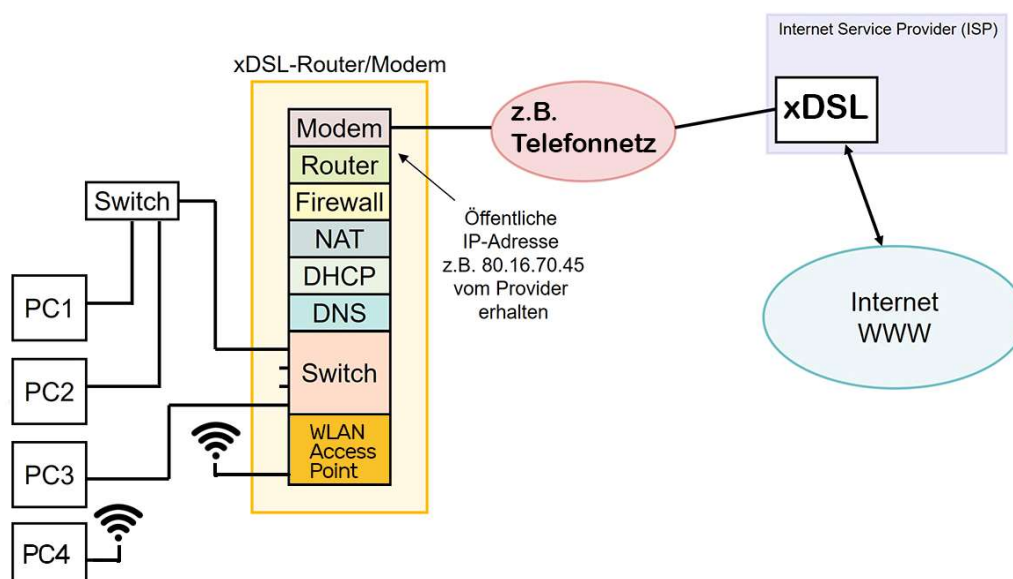 Internet Service Provider (ISP)
xDSL
xDSL-Router/Modem
Modem
Router
Firewall
NAT
DHCP
DNS
Switch
WLAN
Access
Point
z.B.
Telefonnetz
Öffentliche
IP-Adresse
z.B. 80.16.70.45
vom Provider
erhalten
Internet
WWW
Switch
PC1
PC2
PC3
PC4